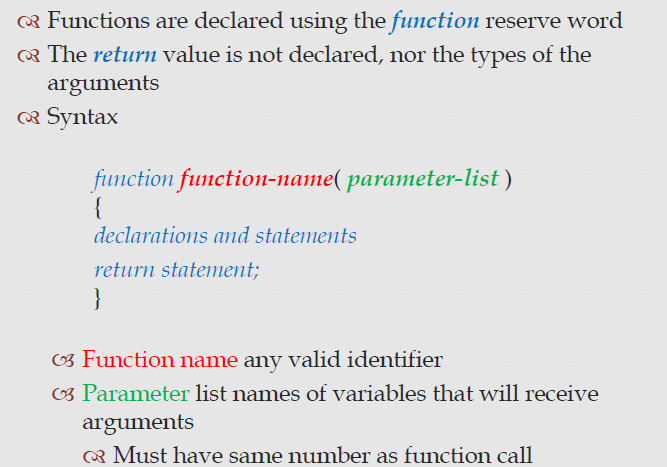 Functions are declared using the function reserve word
The return value is not declared, nor the types of the
arguments
Syntax
function function-name( parameter-list )
{
declarations and statements
return statement;
}
Function name any valid identifier
Parameter list names of variables that will receive
arguments
Must have same number as function call